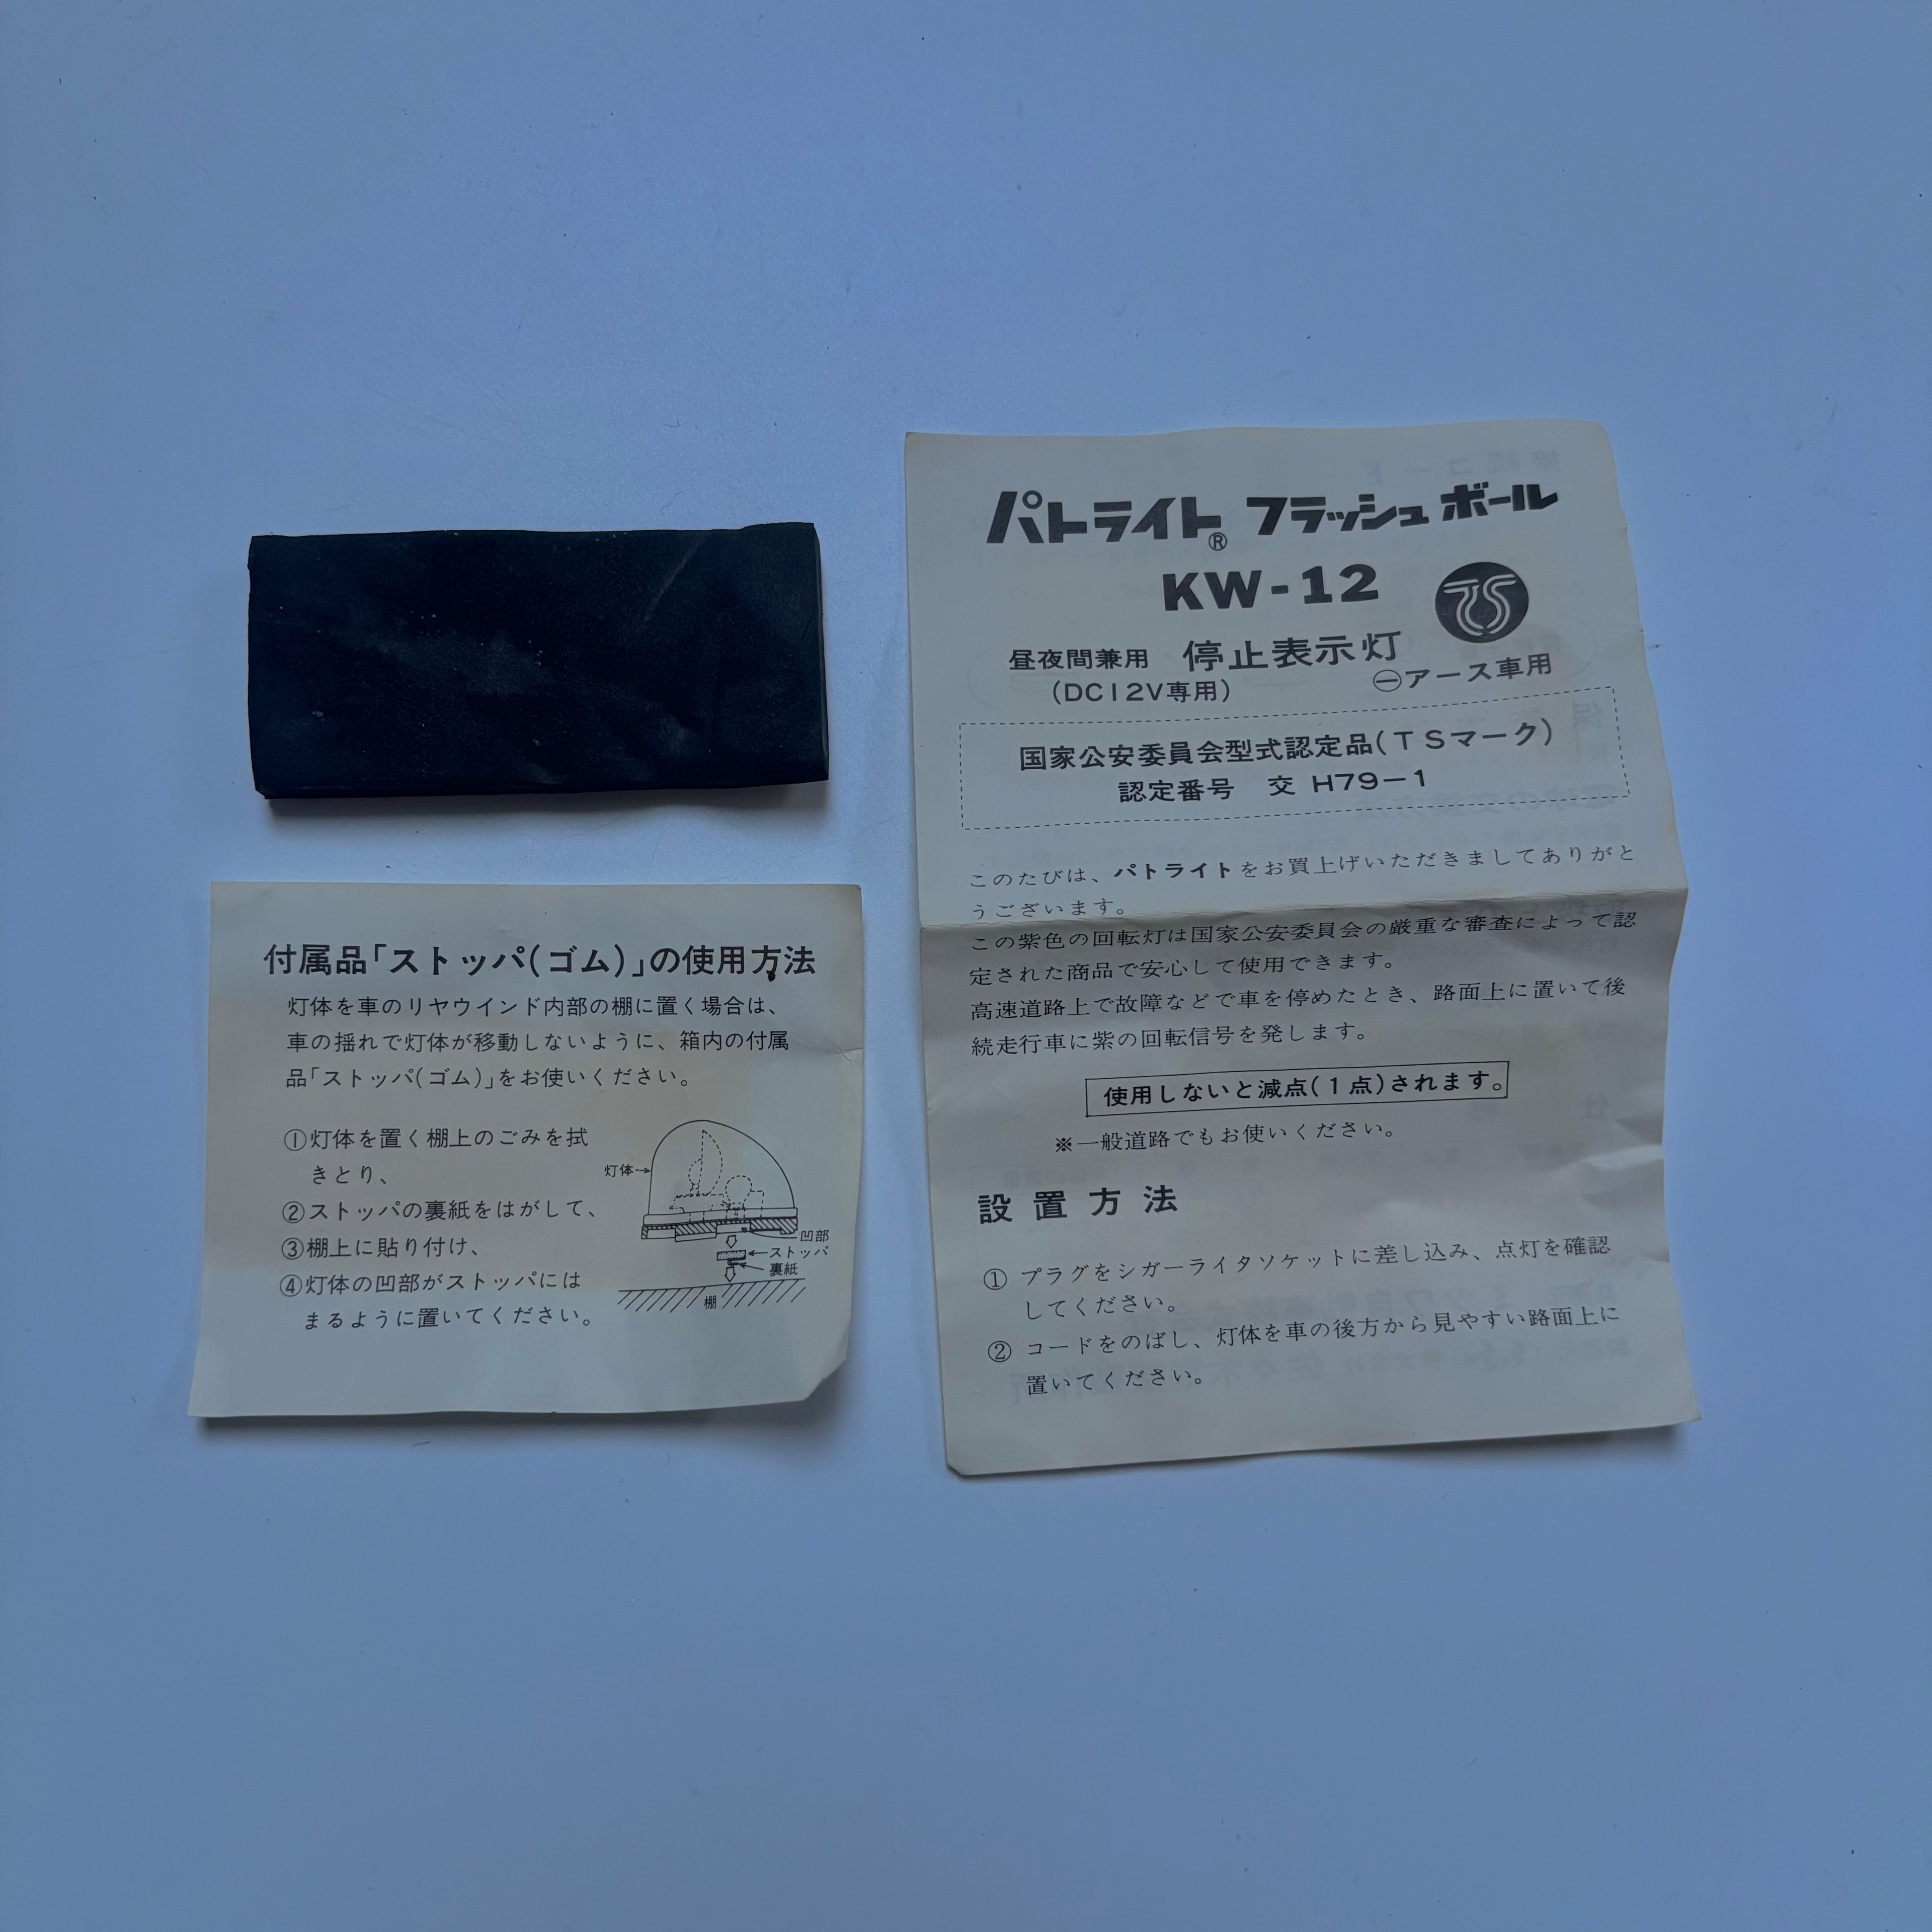 付属品「ストッパ(ゴム)」の使用方法
灯体を車のリヤウインド内部の棚に置く場合は、
車の揺れで灯体が移動しないように、箱内の付属
品「ストッパ(ゴム)」をお使いください。
①灯体を置く棚上のごみを拭
きとり、
②ストッパの裏紙をはがして、
③棚上に貼り付け、
④灯体の凹部がストッパには
まるように置いてください。
灯体
凹部
ストッパ
裏紙
棚
パトライト® フラッシュボール
KW-12
TS
昼夜間兼用 停止表示灯
(DC12V専用) ㊀アース車用
国家公安委員会型式認定品(TSマーク)
認定番号 交 H79-1
このたびは、パトライトをお買上げいただきましてありがと
うございます。
この紫色の回転灯は国家公安委員会の厳重な審査によって認
定された商品で安心して使用できます。
高速道路上で故障などで車を停めたとき、路面上に置いて後
続走行車に紫の回転信号を発します。
使用しないと減点(1点)されます。
※一般道路でもお使いください。
設置方法
① プラグをシガーライタソケットに差し込み、点灯を確認
してください。
② コードをのばし、灯体を車の後方から見やすい路面上に
置いてください。